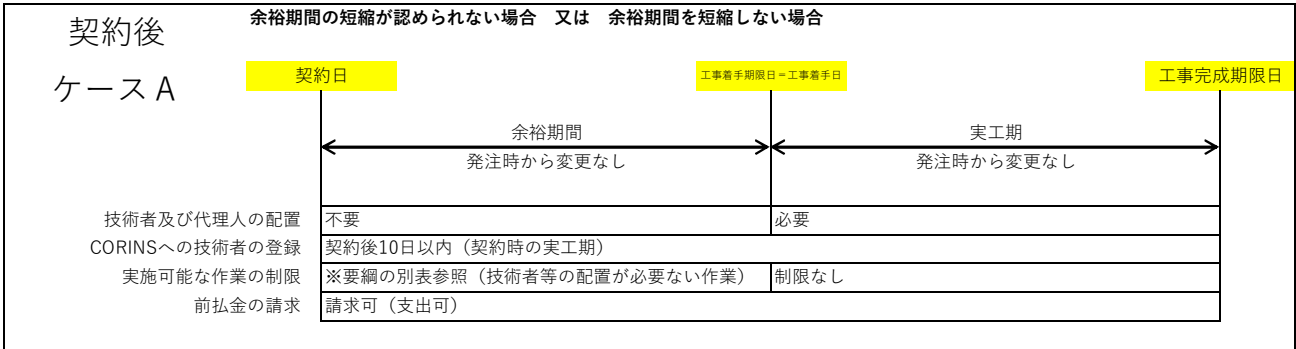 契約後
ケースA
余裕期間の短縮が認められない場合　又は　余裕期間を短縮しない場合
契約日
工事着手期限日=工事着手日
工事完成期限日
余裕期間
実工期
発注時から変更なし
発注時から変更なし
技術者及び代理人の配置 不要 必要
CORINSへの技術者の登録 契約後10日以内（契約時の実工期）
実施可能な作業の制限 ※要綱の別表参照（技術者等の配置が必要ない作業） 制限なし
前払金の請求 請求可（支出可）